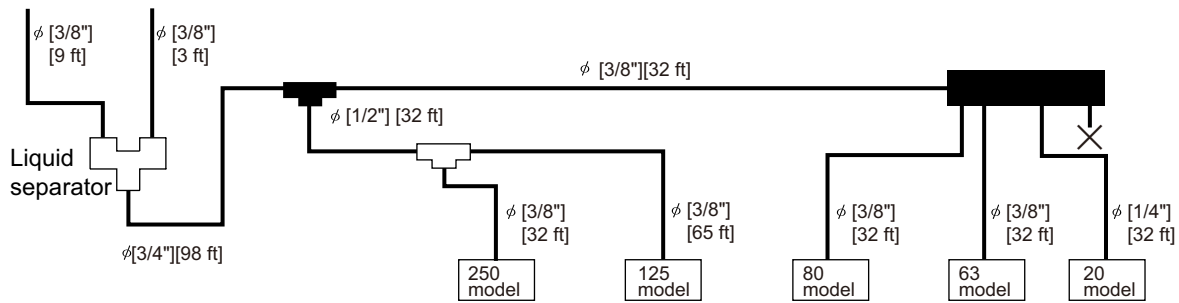 ϕ [3/8"]
[9 ft]
ϕ [3/8"]
[3 ft]
ϕ [3/8"][32 ft]
ϕ [1/2"] [32 ft]
Liquid
separator
ϕ[3/4"][98 ft]
ϕ [3/8"]
[32 ft]
ϕ [3/8"]
[65 ft]
ϕ [3/8"]
[32 ft]
ϕ [3/8"]
[32 ft]
ϕ [1/4"]
[32 ft]
250
model
125
model
80
model
63
model
20
model